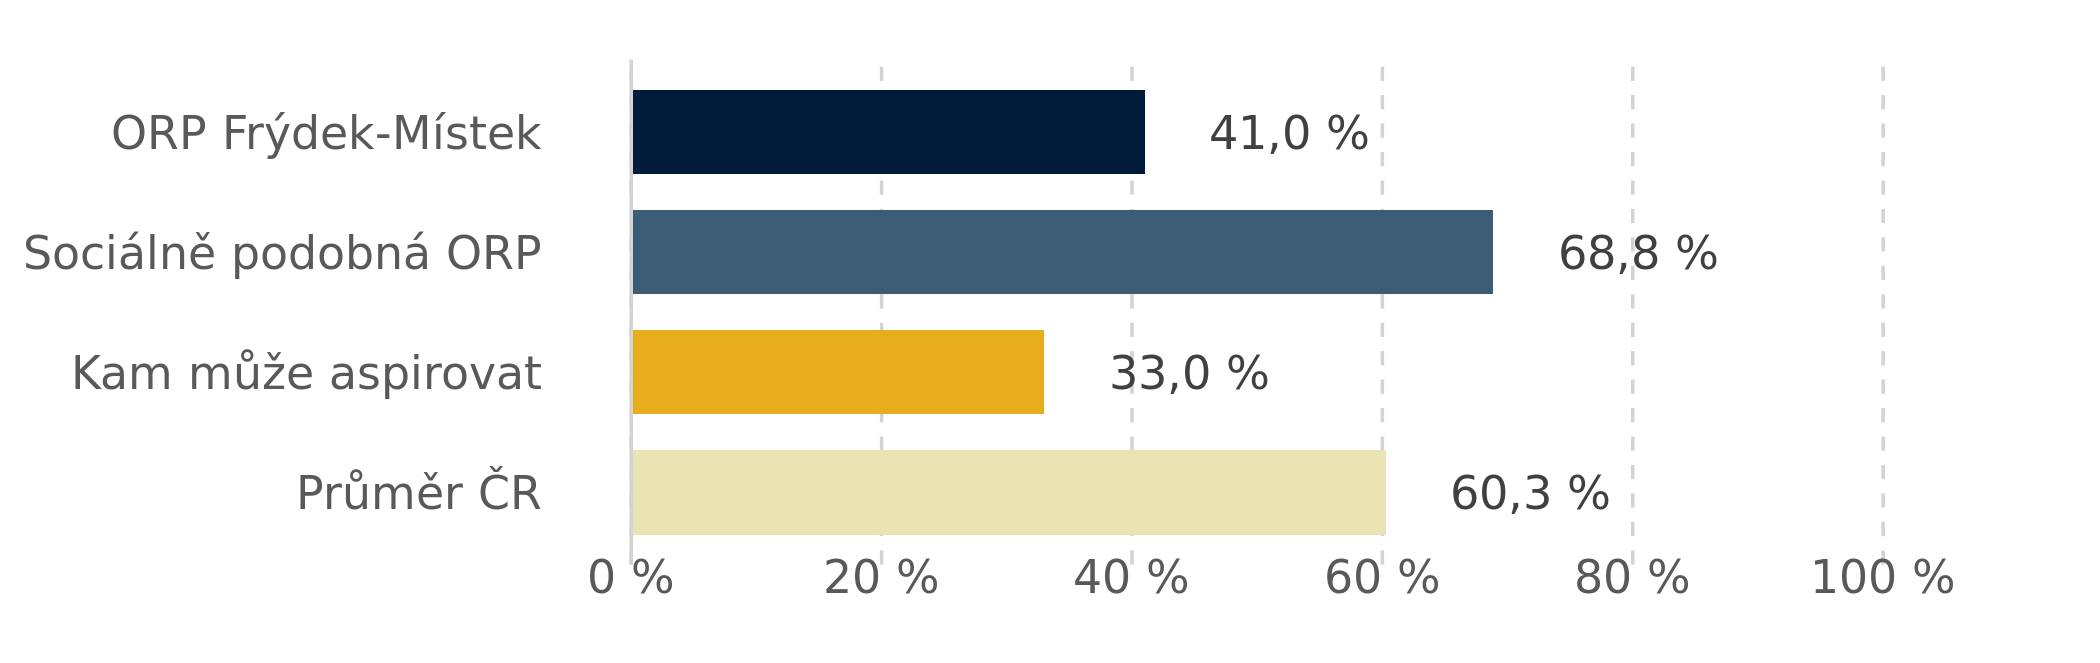 ORP Frýdek-Místek 41,0 %
Sociálně podobná ORP 68,8 %
Kam může aspirovat 33,0 %
Průměr ČR 60,3 %
0 % 20 % 40 % 60 % 80 % 100 %